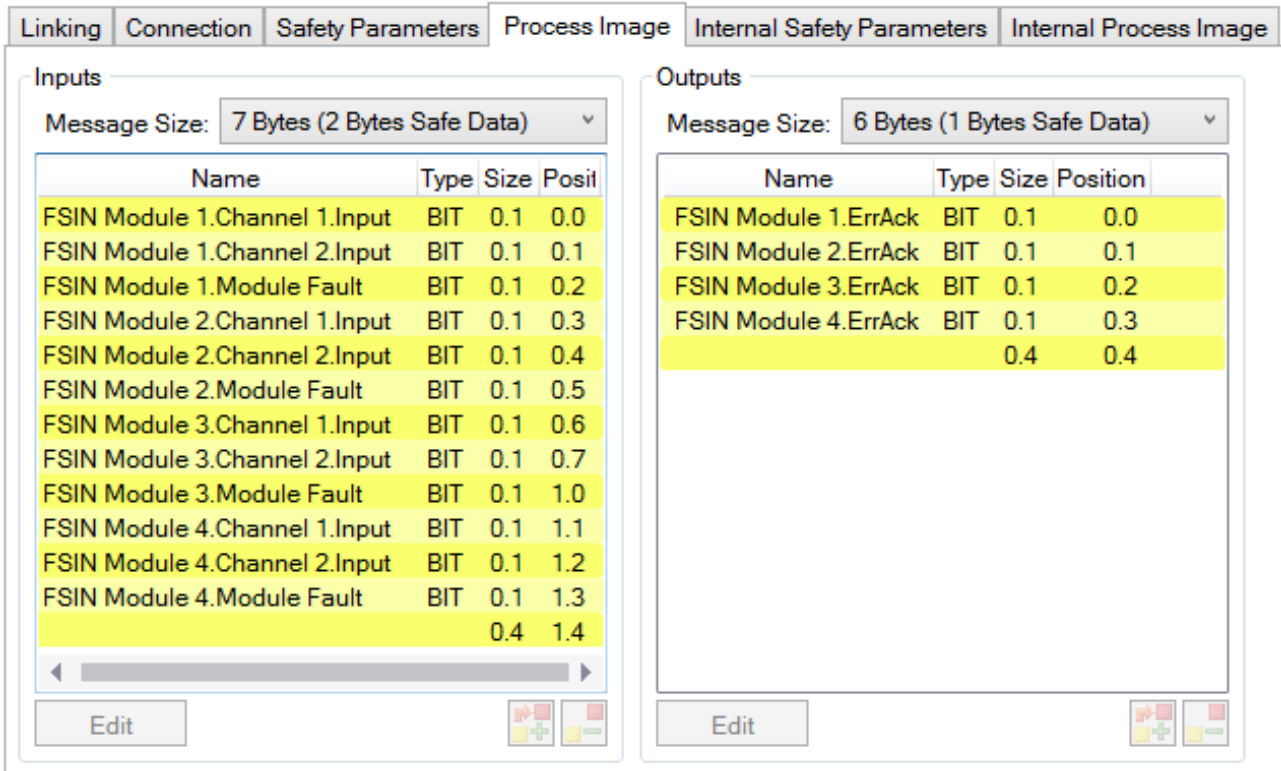 Linking Connection Safety Parameters Process Image Internal Safety Parameters Internal Process Image
Inputs
Message Size: 7 Bytes (2 Bytes Safe Data)
Name Type Size Posit
FSIN Module 1.Channel 1.Input BIT 0.1 0.0
FSIN Module 1.Channel 2.Input BIT 0.1 0.1
FSIN Module 1.Module Fault BIT 0.1 0.2
FSIN Module 2.Channel 1.Input BIT 0.1 0.3
FSIN Module 2.Channel 2.Input BIT 0.1 0.4
FSIN Module 2.Module Fault BIT 0.1 0.5
FSIN Module 3.Channel 1.Input BIT 0.1 0.6
FSIN Module 3.Channel 2.Input BIT 0.1 0.7
FSIN Module 3.Module Fault BIT 0.1 1.0
FSIN Module 4.Channel 1.Input BIT 0.1 1.1
FSIN Module 4.Channel 2.Input BIT 0.1 1.2
FSIN Module 4.Module Fault BIT 0.1 1.3
0.4 1.4
Edit
Outputs
Message Size: 6 Bytes (1 Bytes Safe Data)
Name Type Size Position
FSIN Module 1.ErrAck BIT 0.1 0.0
FSIN Module 2.ErrAck BIT 0.1 0.1
FSIN Module 3.ErrAck BIT 0.1 0.2
FSIN Module 4.ErrAck BIT 0.1 0.3
0.4 0.4
Edit